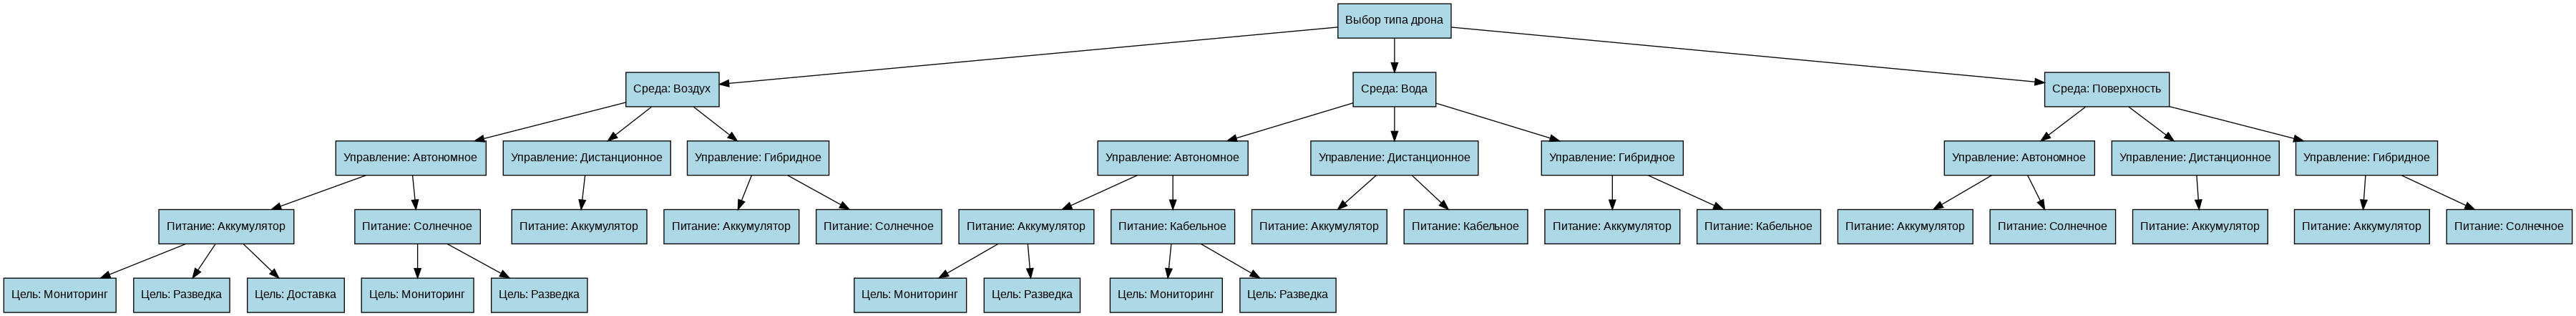 Выбор типа дрона
Среда: Воздух
Среда: Вода
Среда: Поверхность
Управление: Автономное
Управление: Дистанционное
Управление: Гибридное
Управление: Автономное
Управление: Дистанционное
Управление: Гибридное
Управление: Автономное
Управление: Дистанционное
Управление: Гибридное
Питание: Аккумулятор
Питание: Солнечное
Питание: Аккумулятор
Питание: Аккумулятор
Питание: Солнечное
Питание: Аккумулятор
Питание: Кабельное
Питание: Аккумулятор
Питание: Кабельное
Питание: Аккумулятор
Питание: Кабельное
Питание: Аккумулятор
Питание: Солнечное
Питание: Аккумулятор
Питание: Аккумулятор
Питание: Солнечное
Цель: Мониторинг
Цель: Разведка
Цель: Доставка
Цель: Мониторинг
Цель: Разведка
Цель: Мониторинг
Цель: Разведка
Цель: Мониторинг
Цель: Разведка